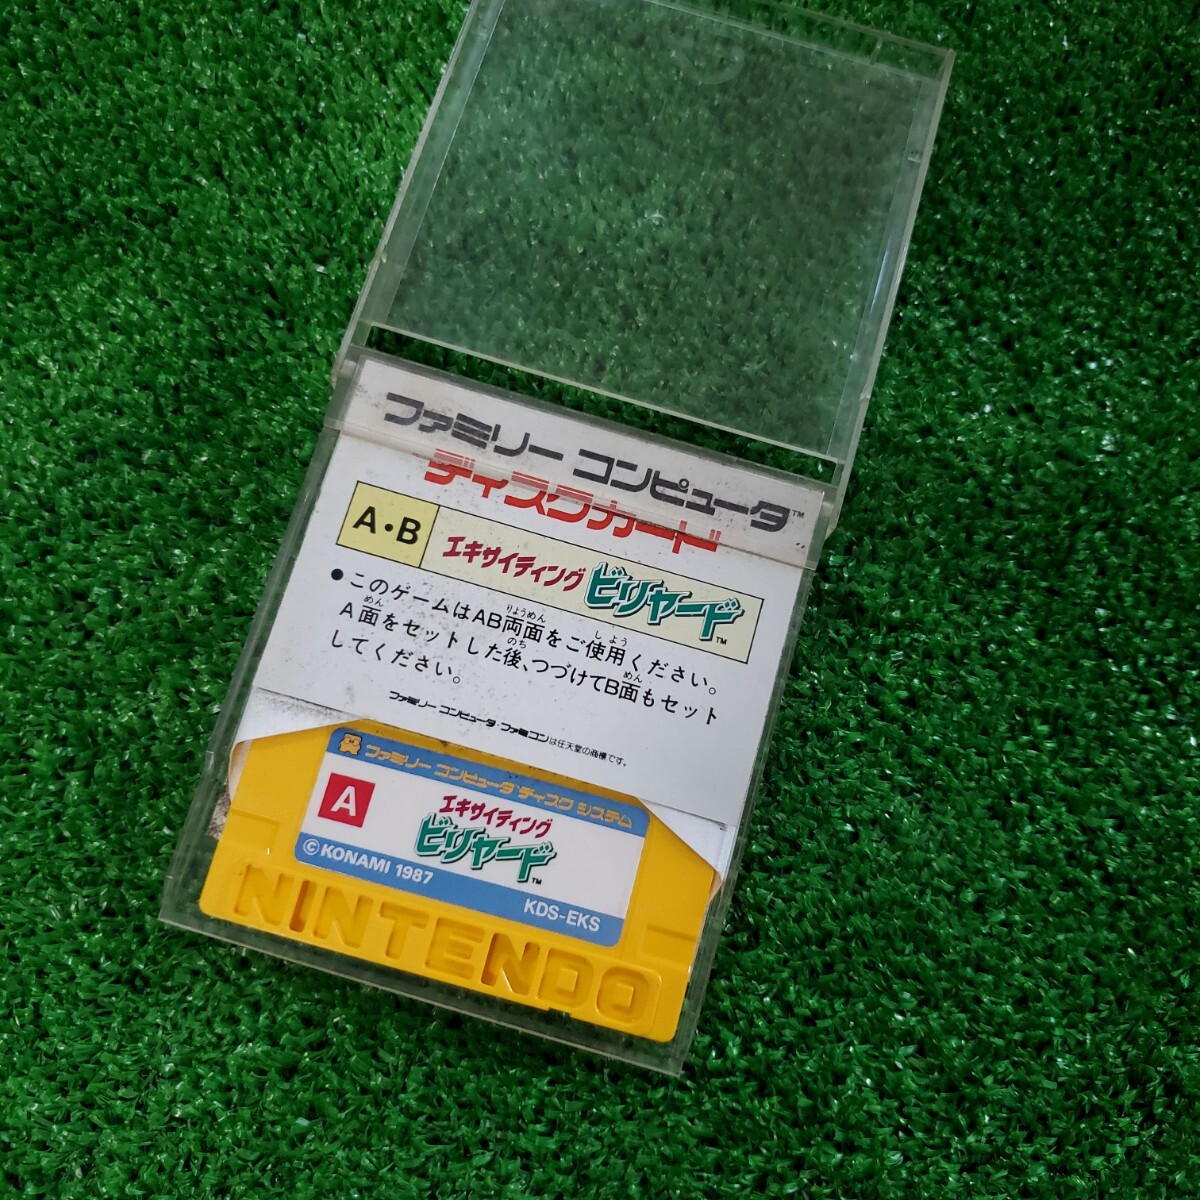 ファミリー コンピュータ™
ディスクカード
A・B エキサイティング ビリヤード™
●このゲームはAB両面をご使用ください。
A面をセットした後、つづけてB面もセット
してください。
ファミリー コンピュータ ファミコンは任天堂の商標です。
ファミリー コンピュータ ディスク システム
A エキサイティング
ビリヤード™
© KONAMI 1987
KDS-EKS
NINTENDO